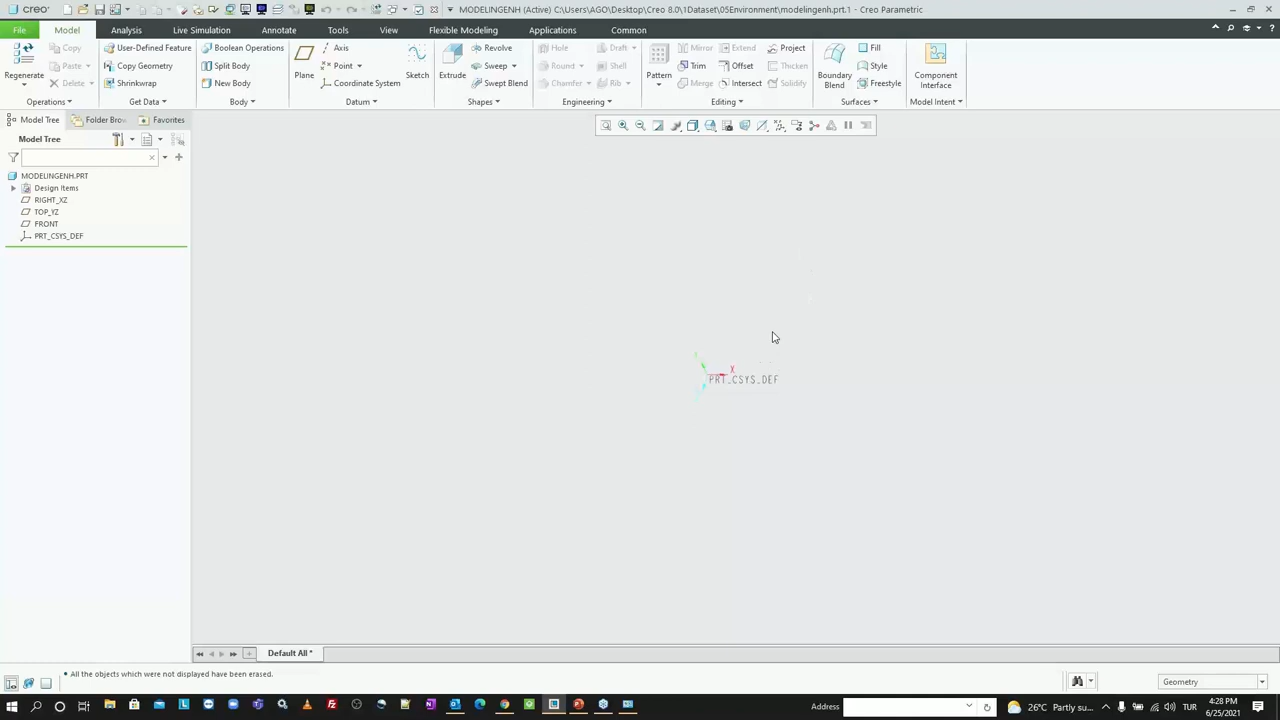 creo
MODELINGENH (Active) C:\Users\AGO\Desktop\Creo 8.0\1Dataset\05Environment\modelingenh.prt.1 - Creo Parametric
File Model Analysis Annotate Live Simulation Tools View Flexible Modeling Applications Common
Copy User-Defined Feature Boolean Operations Axis Revolve Hole Draft Mirror Extend Project Fill
Regenerate Paste Copy Geometry Split Body Plane Point Sketch Extrude Sweep Round Shell Pattern Trim Offset Thicken Boundary Blend Style Component Interface
Delete Shrinkwrap New Body Coordinate System Swept Blend Chamfer Rib Merge Intersect Solidify Freestyle
Operations Get Data Body Datum Shapes Engineering Editing Surfaces Model Intent
Model Tree Folder Brov Favorites
Model Tree
MODELINGENH.PRT
Design Items
RIGHT_XZ
TOP_YZ
FRONT
PRT_CSYS_DEF
X
PRT_CSYS_DEF
Default All *
All the objects which were not displayed have been erased.
Geometry
Address
26°C Partly su...
TUR
4:28 PM
6/25/2021